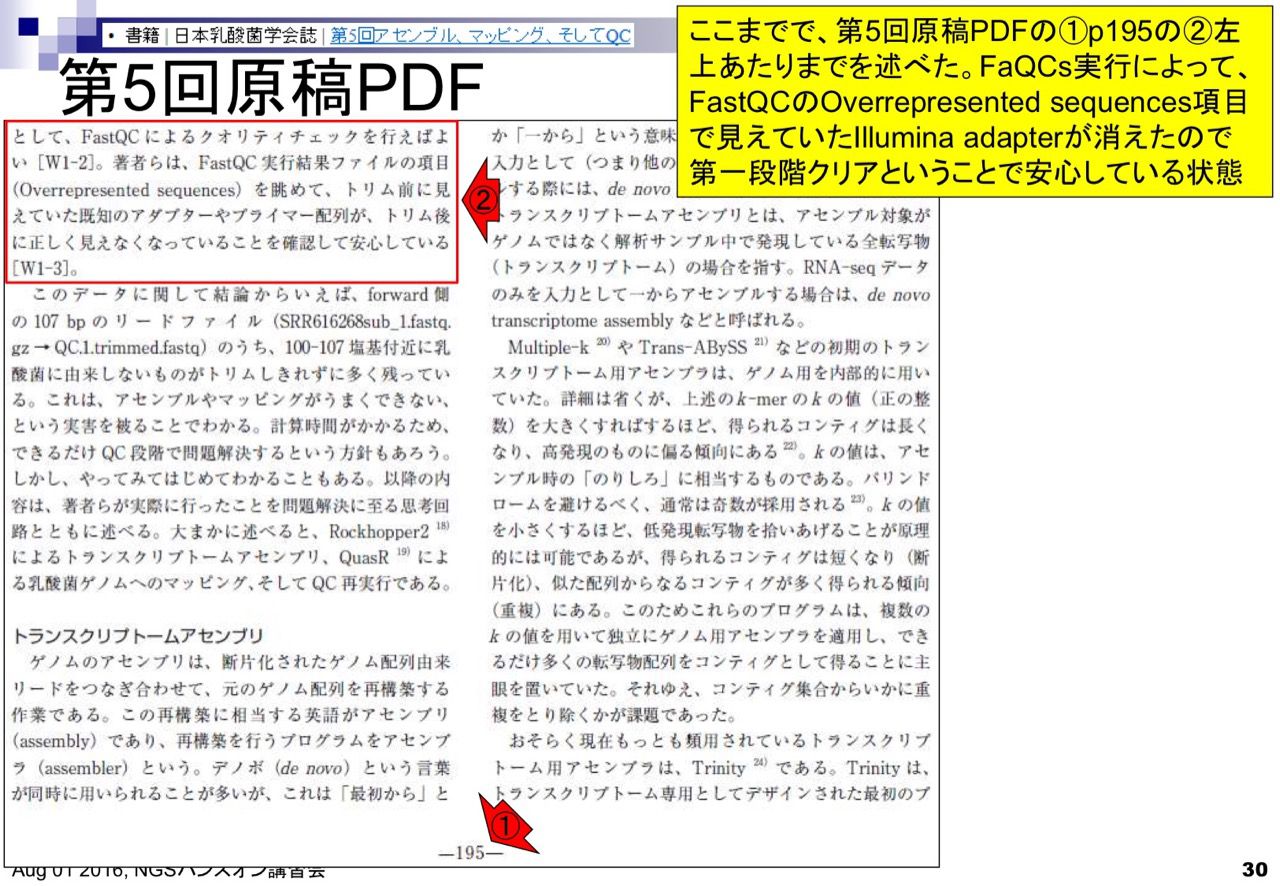 • 書籍 | 日本乳酸菌学会誌 | 第5回アセンブル、マッピング、そしてQC
第5回原稿PDF
ここまでで、第5回原稿PDFの①p195の②左
上あたりまでを述べた。FaQCs実行によって、
FastQCのOverrepresented sequences項目
で見えていたIllumina adapterが消えたので
第一段階クリアということで安心している状態
として、FastQC によるクオリティチェックを行えばよ
い [W1-2]。著者らは、FastQC 実行結果ファイルの項目
(Overrepresented sequences) を眺めて、トリム前に見
えていた既知のアダプターやプライマー配列が、トリム後
に正しく見えなくなっていることを確認して安心している
[W1-3]。
②
このデータに関して結論からいえば、forward 側
の 107 bp のリードファイル (SRR616268sub_1.fastq.
gz → QC.1.trimmed.fastq) のうち、100-107 塩基付近に乳
酸菌に由来しないものがトリムしきれずに多く残ってい
る。これは、アセンブルやマッピングがうまくできない、
という実害を被ることでわかる。計算時間がかかるため、
できるだけ QC 段階で問題解決するという方針もあろう。
しかし、やってみてはじめてわかることもある。以降の内
容は、著者らが実際に行ったことを問題解決に至る思考回
路とともに述べる。大まかに述べると、Rockhopper2 18)
によるトランスクリプトームアセンブリ、QuasR 19) によ
る乳酸菌ゲノムへのマッピング、そして QC 再実行である。
トランスクリプトームアセンブリ
ゲノムのアセンブリは、断片化されたゲノム配列由来
リードをつなぎ合わせて、元のゲノム配列を再構築する
作業である。この再構築に相当する英語がアセンブリ
(assembly) であり、再構築を行うプログラムをアセンブ
ラ (assembler) という。デノボ (de novo) という言葉
が同時に用いられることが多いが、これは「最初から」と
か「一から」という意味
入力として（つまり他の
ンする際には、de novo
トランスクリプトームアセンブリとは、アセンブル対象が
ゲノムではなく解析サンプル中で発現している全転写物
（トランスクリプトーム）の場合を指す。RNA-seq データ
のみを入力として一からアセンブルする場合は、de novo
transcriptome assembly などと呼ばれる。
Multiple-k 20) や Trans-ABySS 21) などの初期のトラン
スクリプトーム用アセンブラは、ゲノム用を内部的に用い
ていた。詳細は省くが、上述の k-mer の k の値（正の整
数）を大きくすればするほど、得られるコンティグは長く
なり、高発現のものに偏る傾向にある 22)。k の値は、アセ
ンブル時の「のりしろ」に相当するものである。パリンド
ロームを避けるべく、通常は奇数が採用される 23)。k の値
を小さくするほど、低発現転写物を拾いあげることが原理
的には可能であるが、得られるコンティグは短くなり（断
片化）、似た配列からなるコンティグが多く得られる傾向
（重複）にある。このためこれらのプログラムは、複数の
k の値を用いて独立にゲノム用アセンブラを適用し、でき
るだけ多くの転写物配列をコンティグとして得ることに主
眼を置いていた。それゆえ、コンティグ集合からいかに重
複をとり除くかが課題であった。
おそらく現在もっとも頻用されているトランスクリプ
トーム用アセンブラは、Trinity 24) である。Trinity は、
トランスクリプトーム専用としてデザインされた最初のプ
①
—195—
Aug 01 2016, NGSハンズオン講習会
30